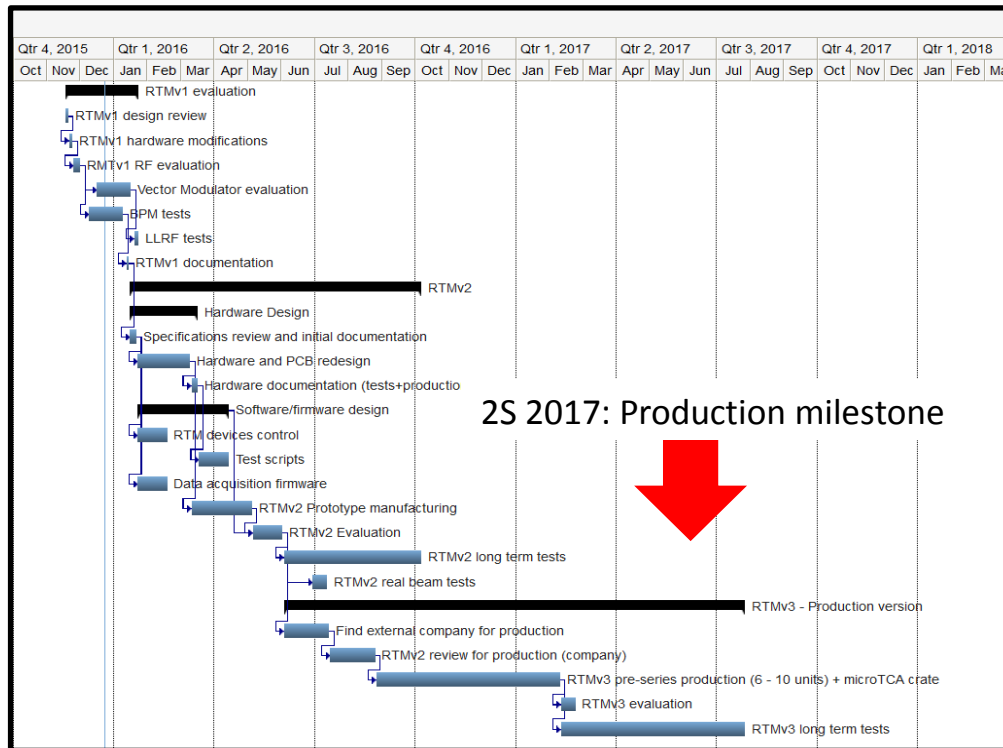 Qtr 4, 2015 Qtr 1, 2016 Qtr 2, 2016 Qtr 3, 2016 Qtr 4, 2016 Qtr 1, 2017 Qtr 2, 2017 Qtr 3, 2017 Qtr 4, 2017 Qtr 1, 2018
Oct Nov Dec Jan Feb Mar Apr May Jun Jul Aug Sep Oct Nov Dec Jan Feb Mar Apr May Jun Jul Aug Sep Oct Nov Dec Jan Feb Ma
RTMv1 evaluation
RTMv1 design review
RTMv1 hardware modifications
RMTv1 RF evaluation
Vector Modulator evaluation
BPM tests
LLRF tests
RTMv1 documentation
RTMv2
Hardware Design
Specifications review and initial documentation
Hardware and PCB redesign
Hardware documentation (tests+productio
2S 2017: Production milestone
Software/firmware design
RTM devices control
Test scripts
Data acquisition firmware
RTMv2 Prototype manufacturing
RTMv2 Evaluation
RTMv2 long term tests
RTMv2 real beam tests
RTMv3 - Production version
Find external company for production
RTMv2 review for production (company)
RTMv3 pre-series production (6 - 10 units) + microTCA crate
RTMv3 evaluation
RTMv3 long term tests